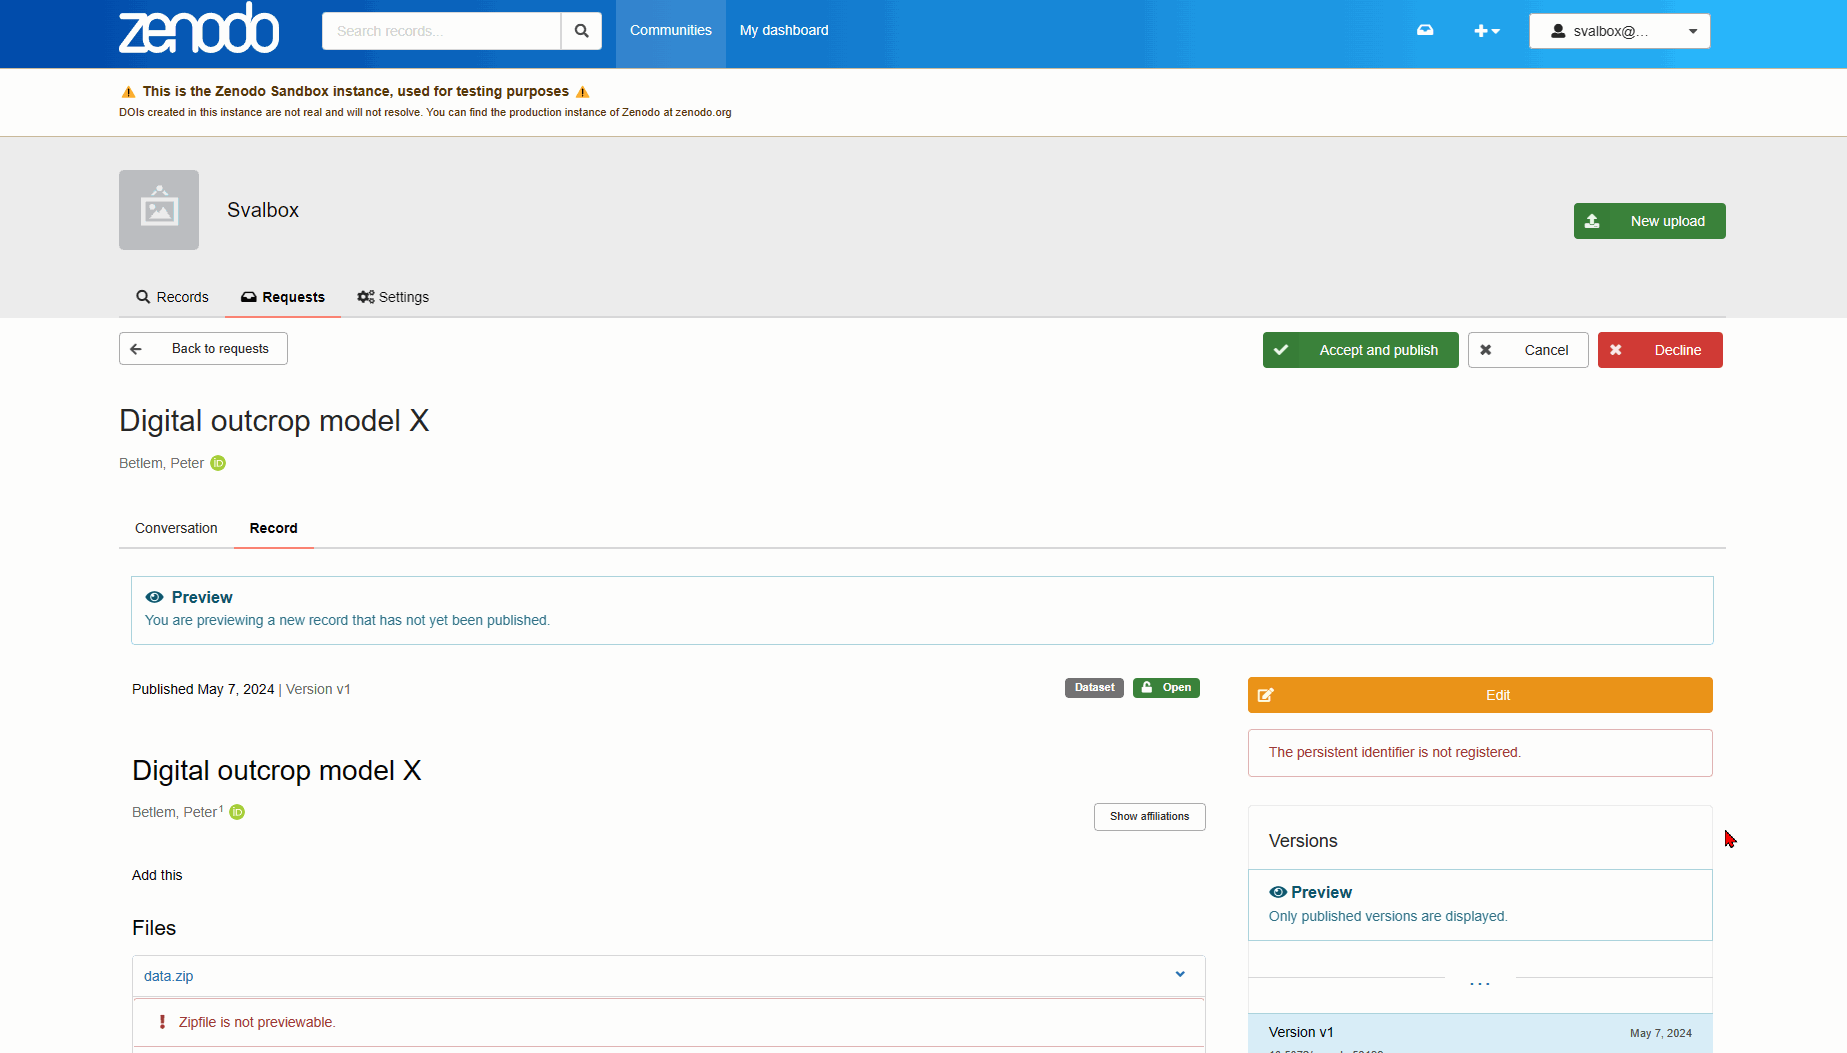 zenodo
Search records...
Communities
My dashboard
svalbox@...
This is the Zenodo Sandbox instance, used for testing purposes
DOIs created in this instance are not real and will not resolve. You can find the production instance of Zenodo at zenodo.org
Svalbox
New upload
Records
Requests
Settings
Back to requests
Accept and publish
Cancel
Decline
Digital outcrop model X
Betlem, Peter iD
Conversation
Record
Preview
You are previewing a new record that has not yet been published.
Published May 7, 2024 | Version v1
Dataset
Open
Edit
The persistent identifier is not registered.
Digital outcrop model X
Betlem, Peter1 iD
Show affiliations
Versions
Add this
Preview
Only published versions are displayed.
Files
data.zip
...
Zipfile is not previewable.
Version v1
May 7, 2024